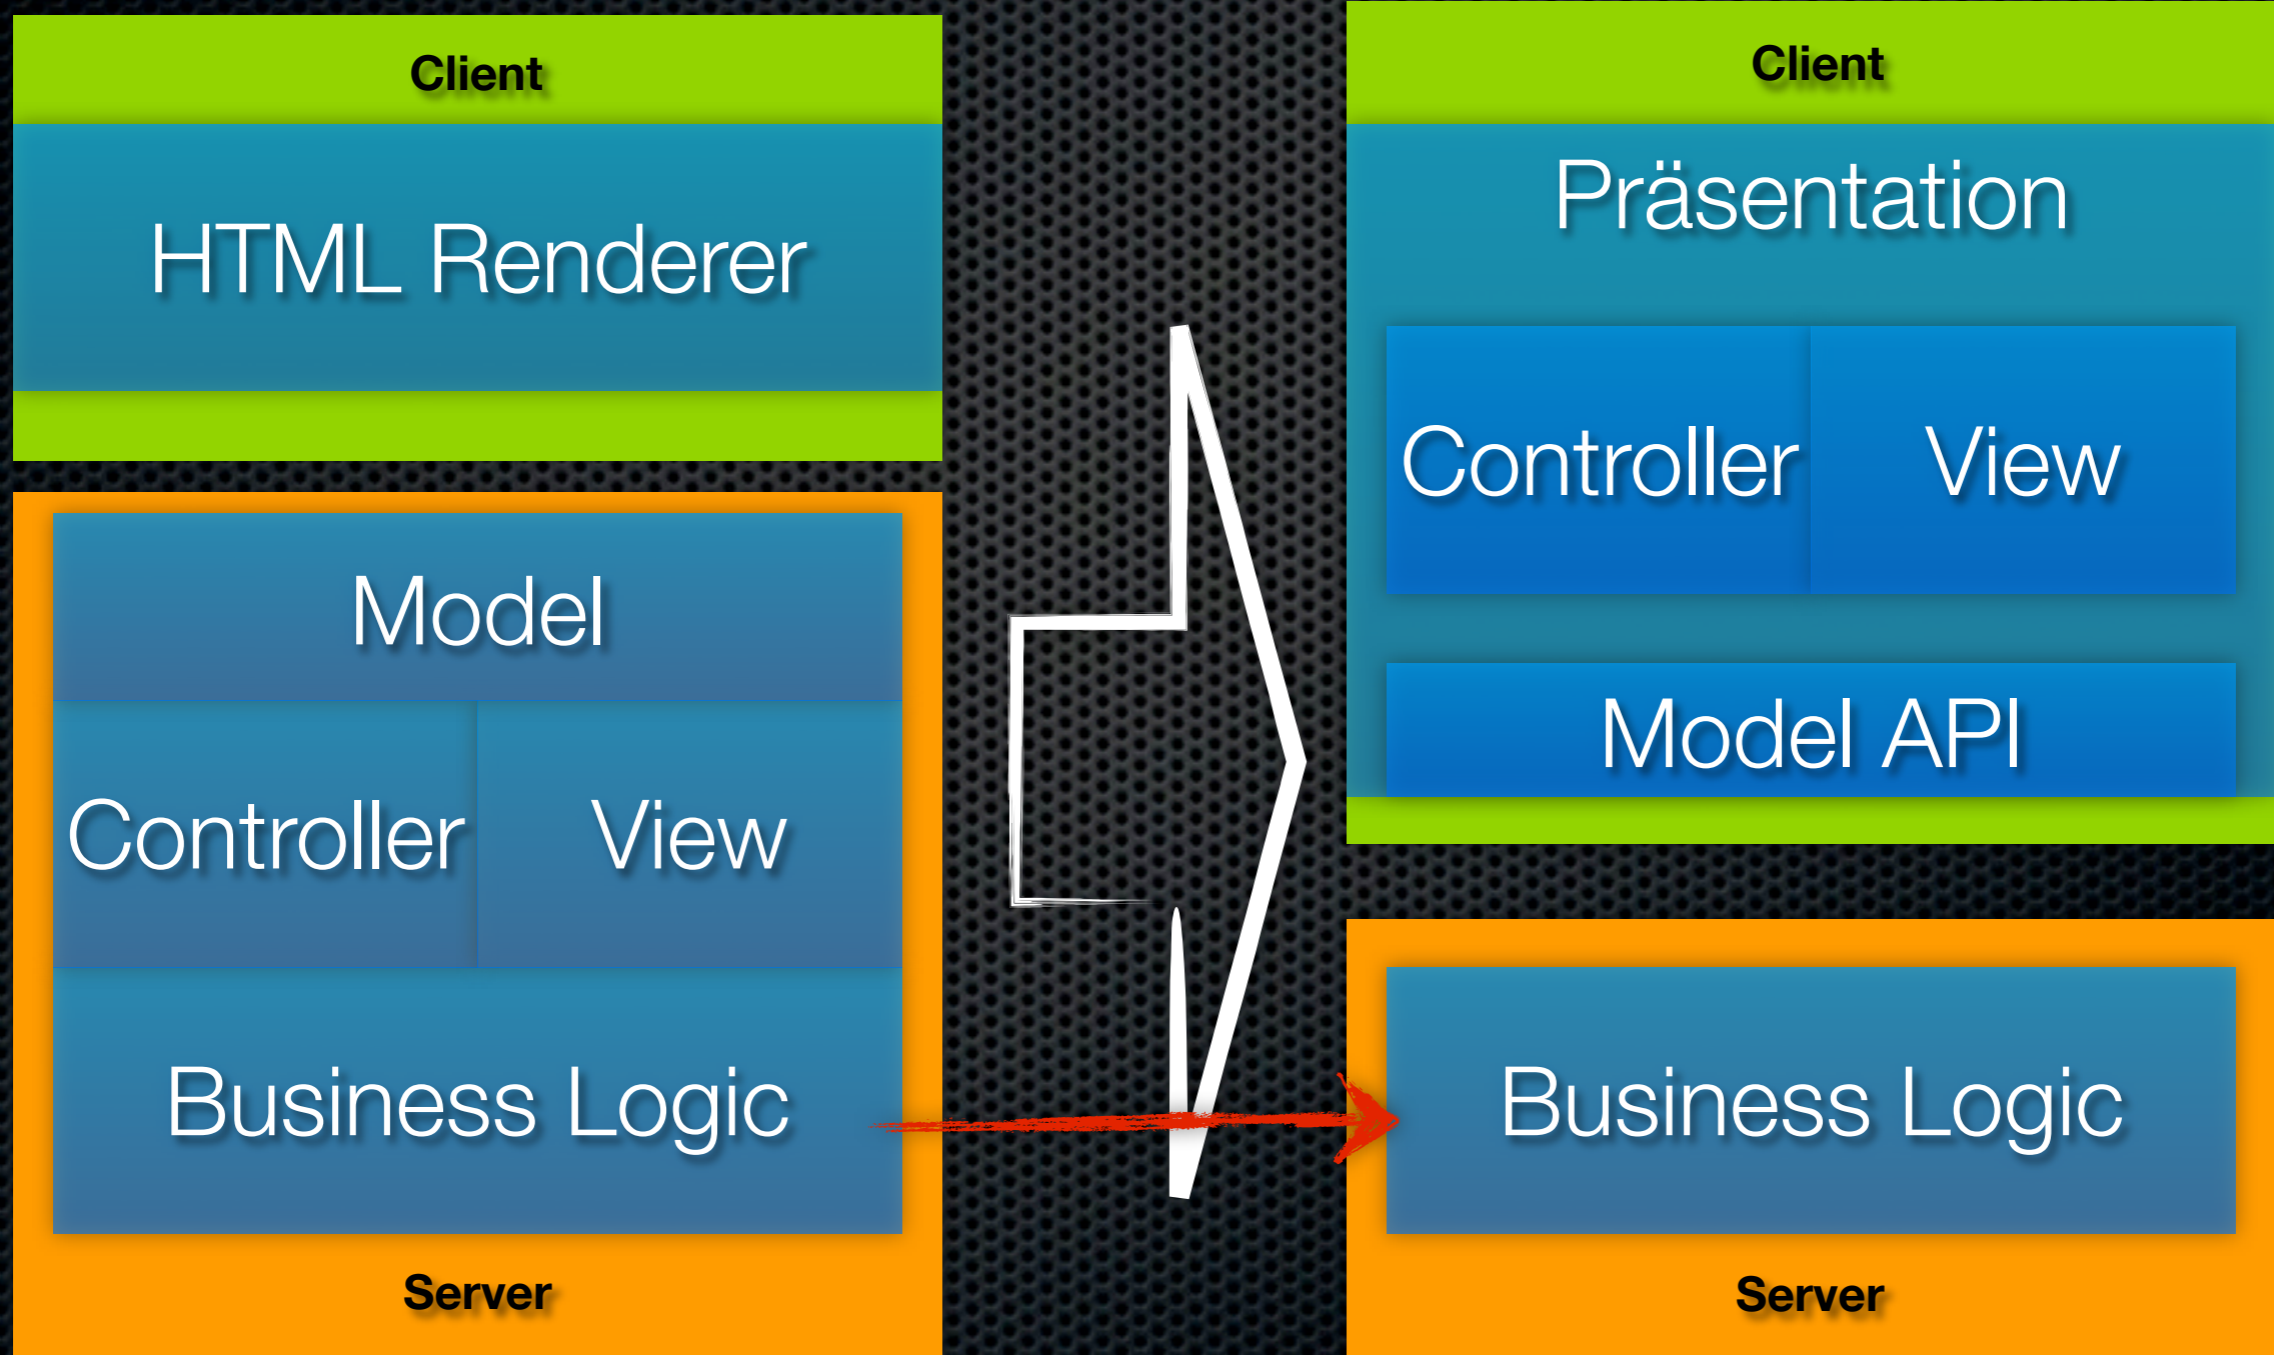 Client
HTML Renderer
Model
Controller
View
Business Logic
Server
Client
Präsentation
Controller
View
Model API
Business Logic
Server